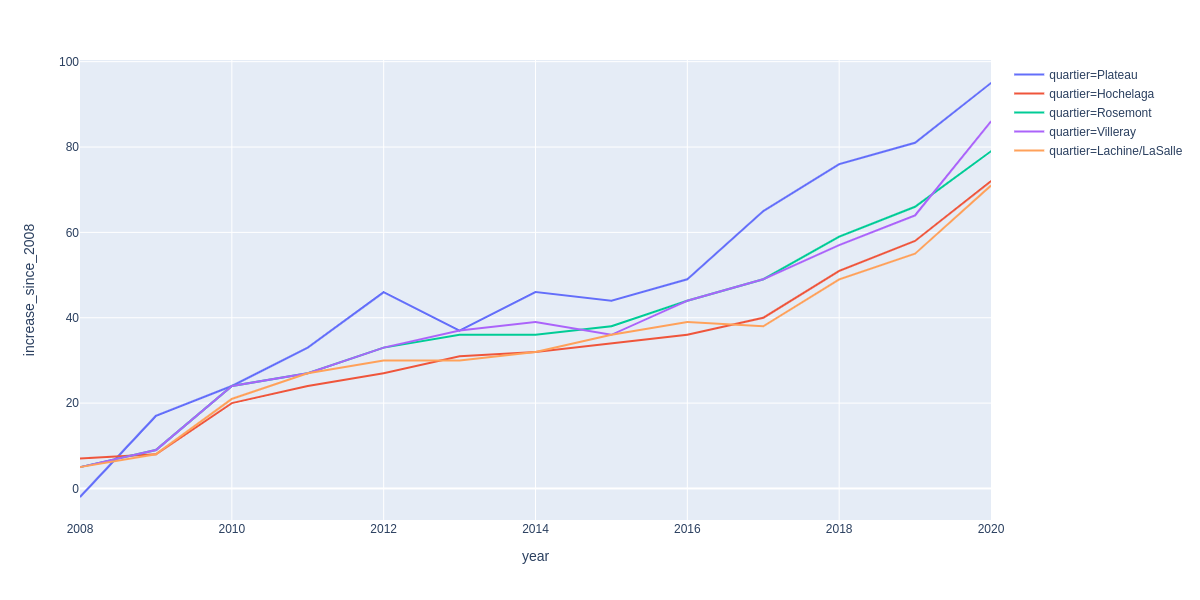 100
80
60
40
20
0
increase_since_2008
2008
2010
2012
2014
2016
2018
2020
year
quartier=Plateau
quartier=Hochelaga
quartier=Rosemont
quartier=Villeray
quartier=Lachine/LaSalle